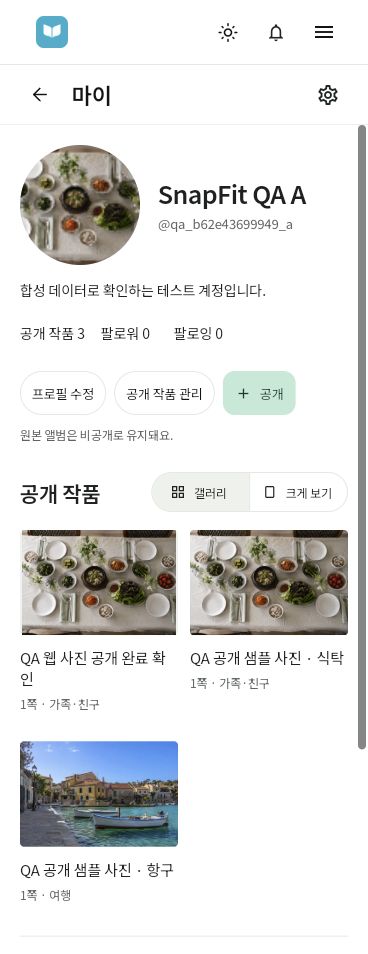 마이
SnapFit QA A
@qa_b62e43699949_a
합성 데이터로 확인하는 테스트 계정입니다.
공개 작품 3 팔로워 0 팔로잉 0
프로필 수정 공개 작품 관리 + 공개
원본 앨범은 비공개로 유지돼요.
공개 작품 갤러리 크게 보기
QA 웹 사진 공개 완료 확
인
1쪽 · 가족·친구
QA 공개 샘플 사진 · 식탁
1쪽 · 가족·친구
QA 공개 샘플 사진 · 항구
1쪽 · 여행